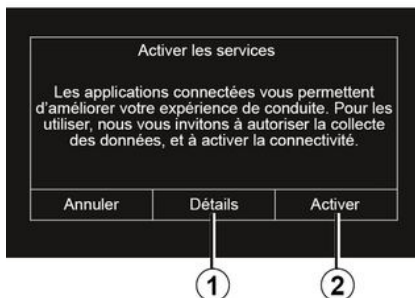 Activer les services
Les applications connectées vous permettent
d’améliorer votre expérience de conduite. Pour les
utiliser, nous vous invitons à autoriser la collecte
des données, et à activer la connectivité.
Annuler Détails Activer
1 2